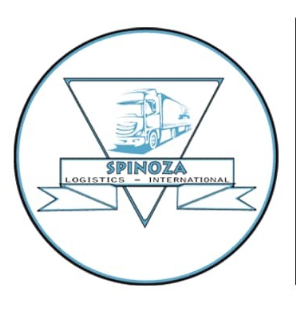 SPINOZA
LOGISTICS - INTERNATIONAL